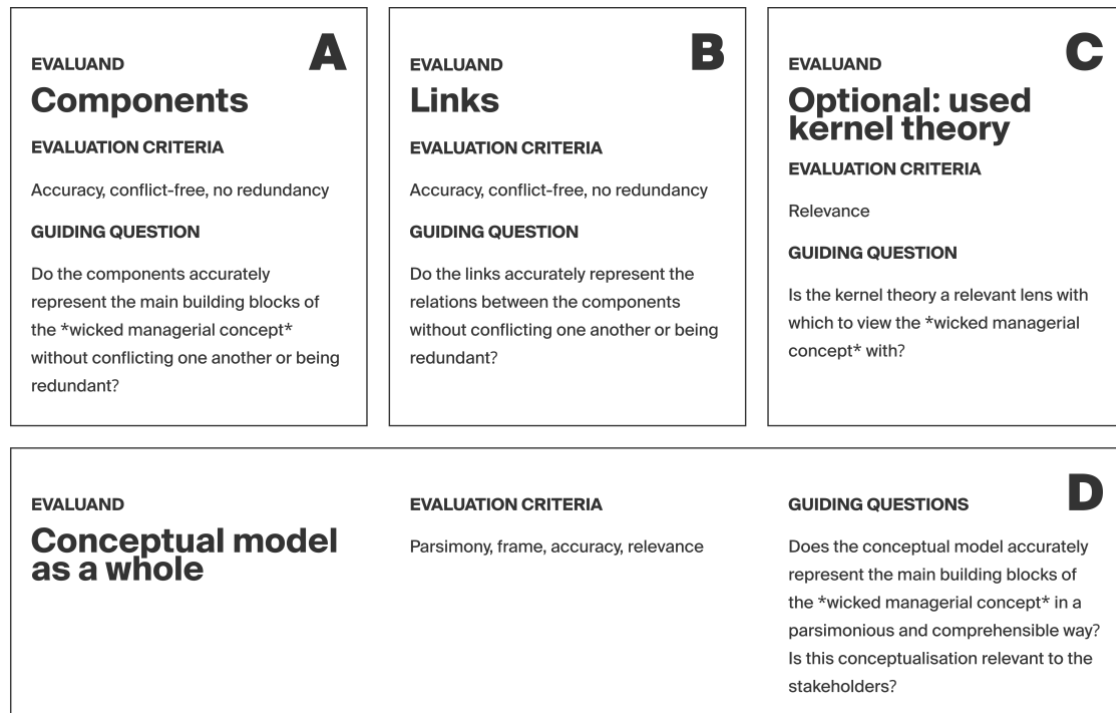 A
EVALUAND
Components
EVALUATION CRITERIA
Accuracy, conflict-free, no redundancy
GUIDING QUESTION
Do the components accurately
represent the main building blocks of
the *wicked managerial concept*
without conflicting one another or being
redundant?
B
EVALUAND
Links
EVALUATION CRITERIA
Accuracy, conflict-free, no redundancy
GUIDING QUESTION
Do the links accurately represent the
relations between the components
without conflicting one another or being
redundant?
C
EVALUAND
Optional: used
kernel theory
EVALUATION CRITERIA
Relevance
GUIDING QUESTION
Is the kernel theory a relevant lens with
which to view the *wicked managerial
concept* with?
D
EVALUAND
Conceptual model
as a whole
EVALUATION CRITERIA
Parsimony, frame, accuracy, relevance
GUIDING QUESTIONS
Does the conceptual model accurately
represent the main building blocks of
the *wicked managerial concept* in a
parsimonious and comprehensible way?
Is this conceptualisation relevant to the
stakeholders?